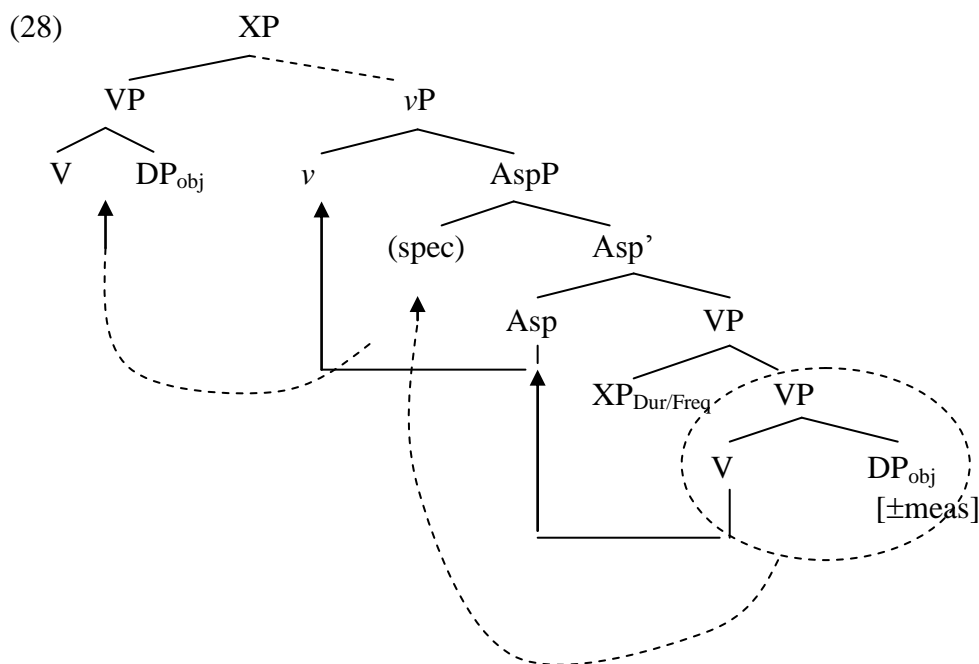 (28) XP
VP vP
V DPobj v AspP
(spec) Asp’
Asp VP
XPDur/Freq VP
V DPobj
[±meas]